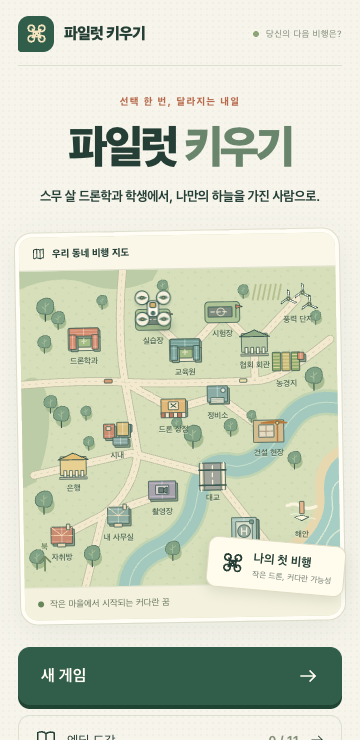 파일럿 키우기
당신의 다음 비행은?
선택 한 번, 달라지는 내일
파일럿 키우기
스무 살 드론학과 학생에서, 나만의 하늘을 가진 사람으로.
우리 동네 비행 지도
풍력 단지
시험장
실습장
드론학과
협회 회관
교육원
농경지
정비소
드론 상점
시내
건설 현장
은행
대교
촬영장
내 사무실
해안
자취방
나의 첫 비행
작은 드론, 커다란 가능성
작은 마을에서 시작되는 커다란 꿈
새 게임
0 / 11